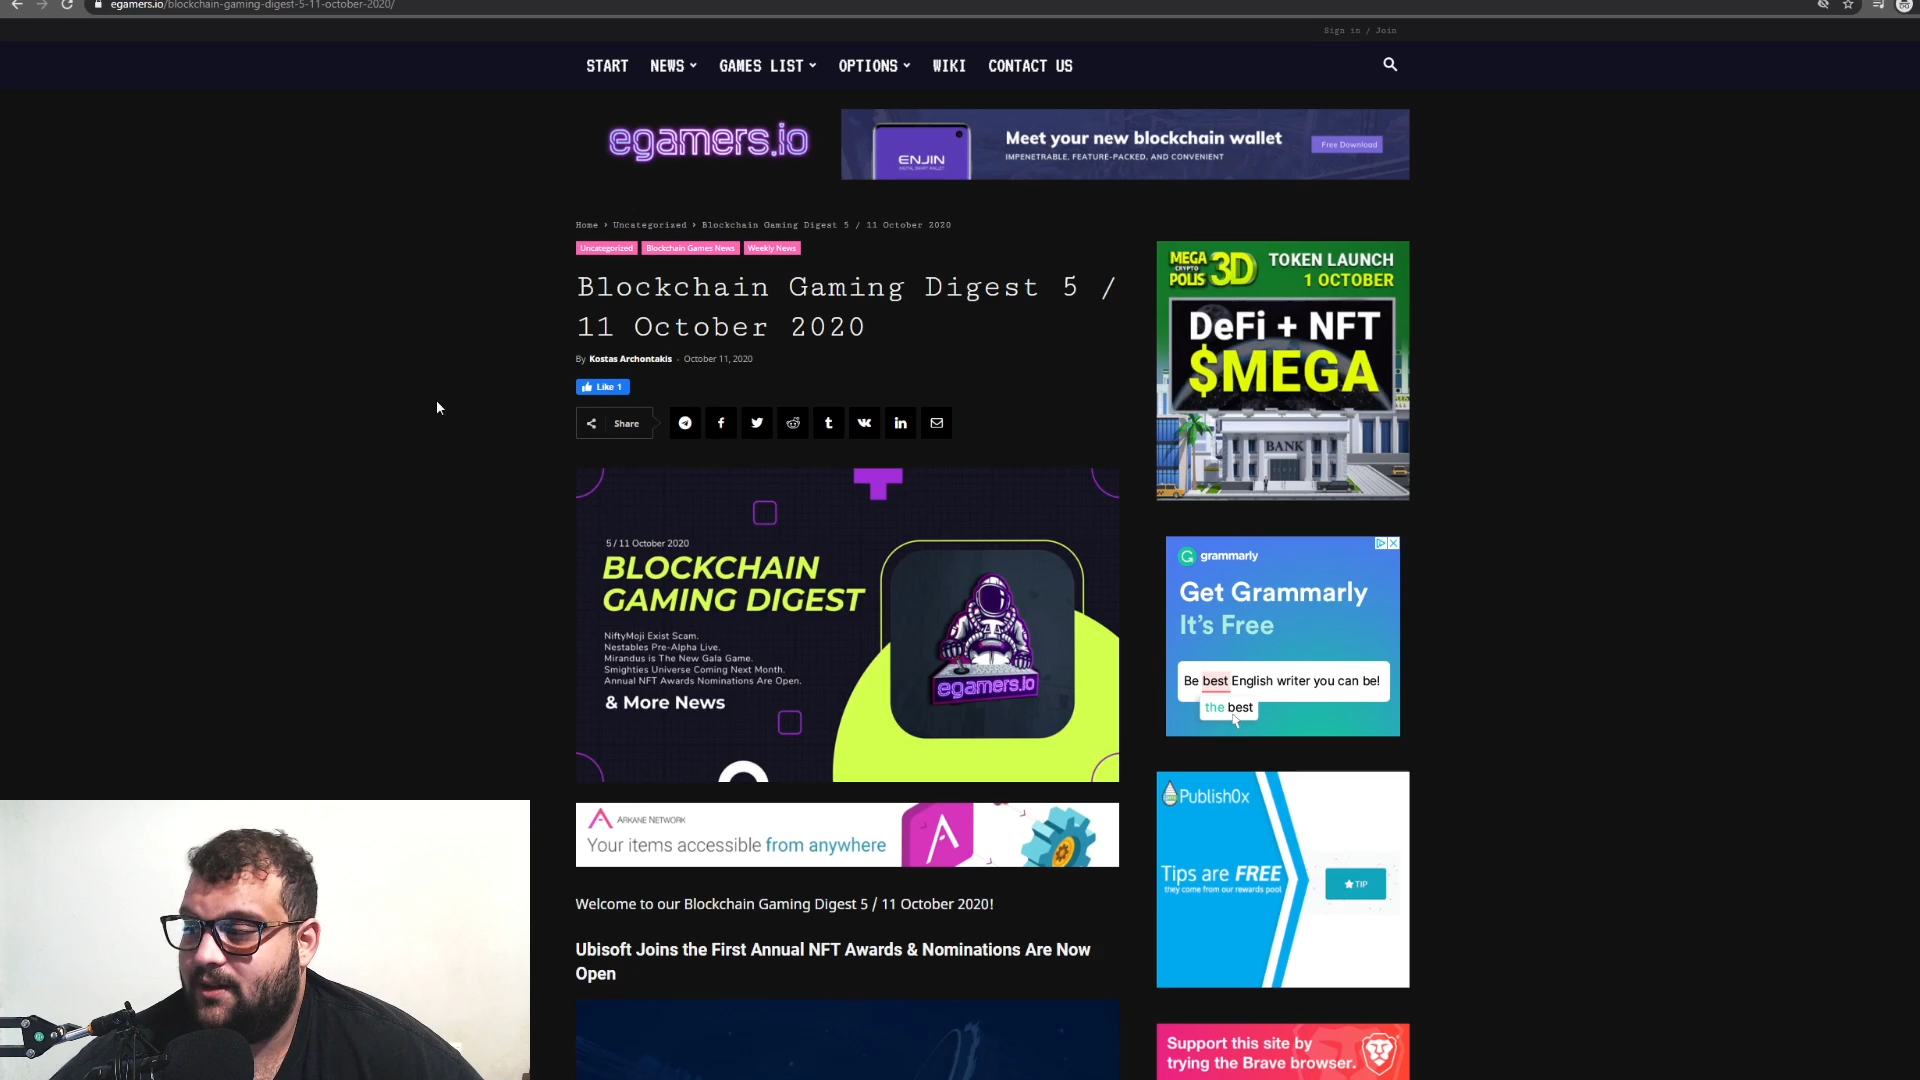 egamers.io/blockchain-gaming-digest-5-11-october-2020/
Sign in / Join
START NEWS GAMES LIST OPTIONS WIKI CONTACT US
egamers.io
ENJIN
Meet your new blockchain wallet
IMPENETRABLE, FEATURE-PACKED, AND CONVENIENT
Free Download
Home › Uncategorized › Blockchain Gaming Digest 5 / 11 October 2020
Uncategorized Blockchain Games News Weekly News
Blockchain Gaming Digest 5 /
11 October 2020
By Kostas Archontakis - October 11, 2020
Like 1
Share
5 / 11 October 2020
BLOCKCHAIN
GAMING DIGEST
NiftyMoji Exist Scam.
Nestables Pre-Alpha Live.
Mirandus is The New Gala Game.
Smighties Universe Coming Next Month.
Annual NFT Awards Nominations Are Open.
& More News
egamers.io
ARKANE NETWORK
Your items accessible from anywhere
Welcome to our Blockchain Gaming Digest 5 / 11 October 2020!
Ubisoft Joins the First Annual NFT Awards & Nominations Are Now
Open
MEGA
CRYPTO
POLIS 3D
TOKEN LAUNCH
1 OCTOBER
DeFi + NFT
$MEGA
BANK
grammarly
Get Grammarly
It's Free
Be best English writer you can be!
the best
Publish0x
Tips are FREE
they come from our rewards pool
TIP
Support this site by
trying the Brave browser.